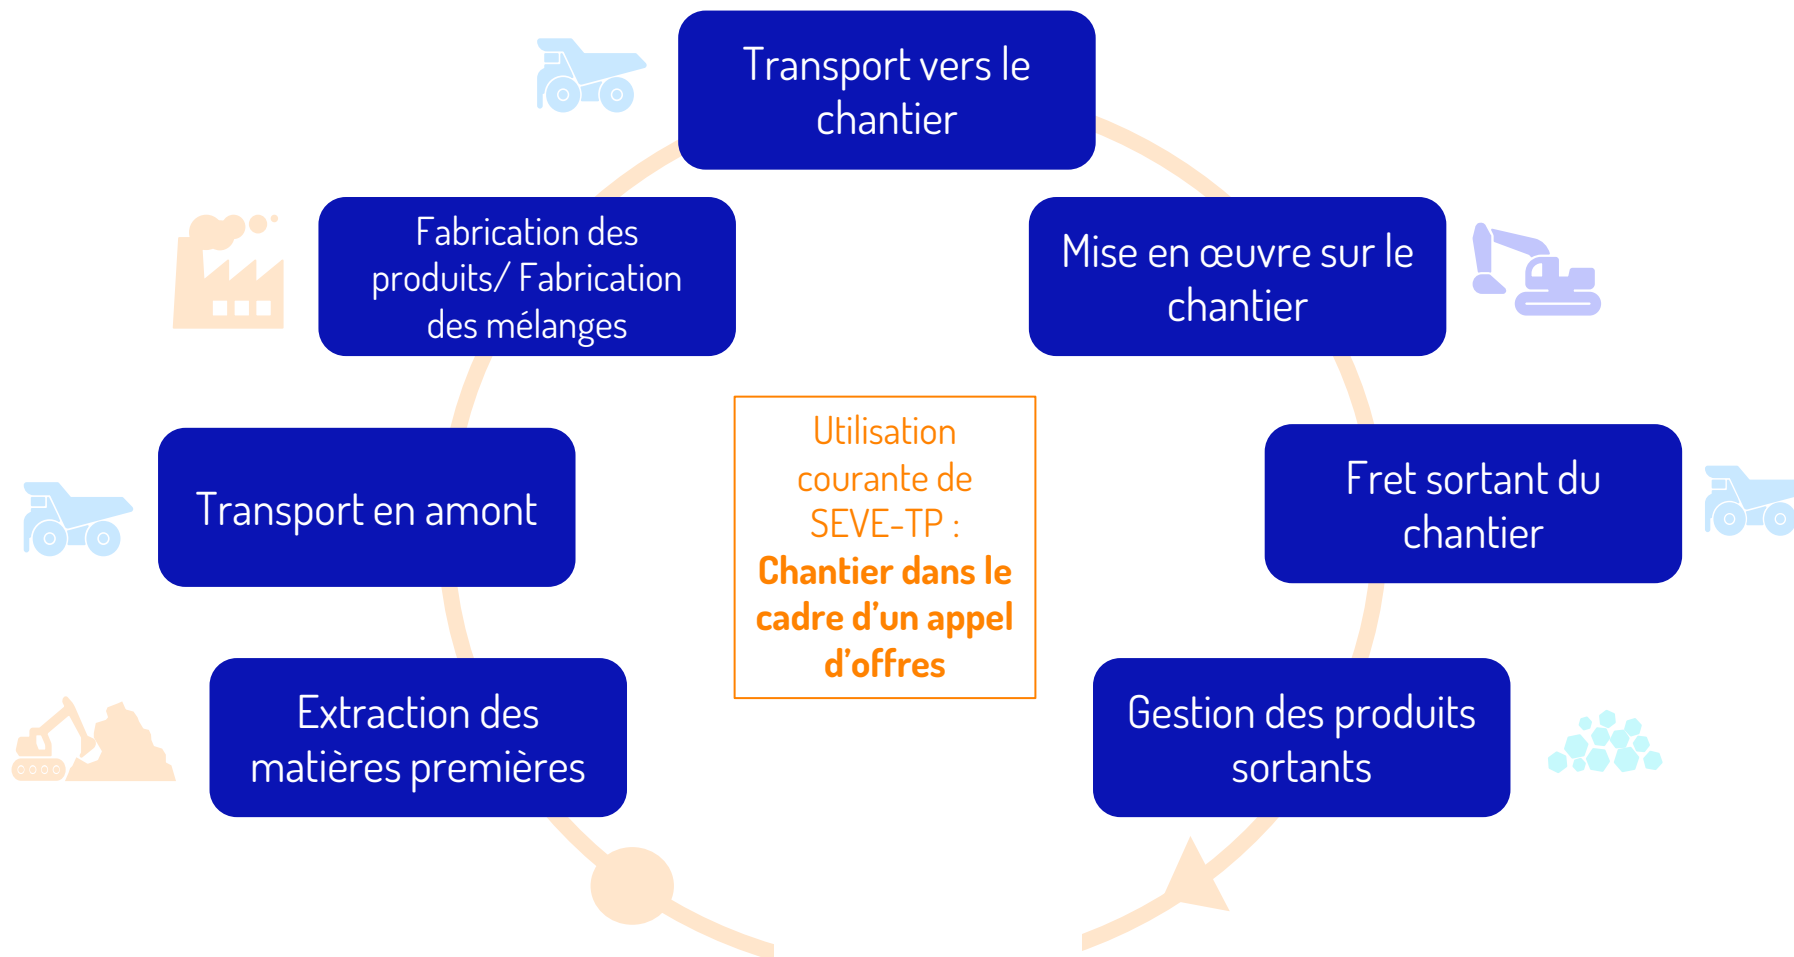 Transport vers le
chantier
Fabrication des
produits/ Fabrication
des mélanges
Mise en œuvre sur le
chantier
Utilisation
courante de
SEVE-TP :
Chantier dans le
cadre d’un appel
d’offres
Transport en amont
Fret sortant du
chantier
Extraction des
matières premières
Gestion des produits
sortants